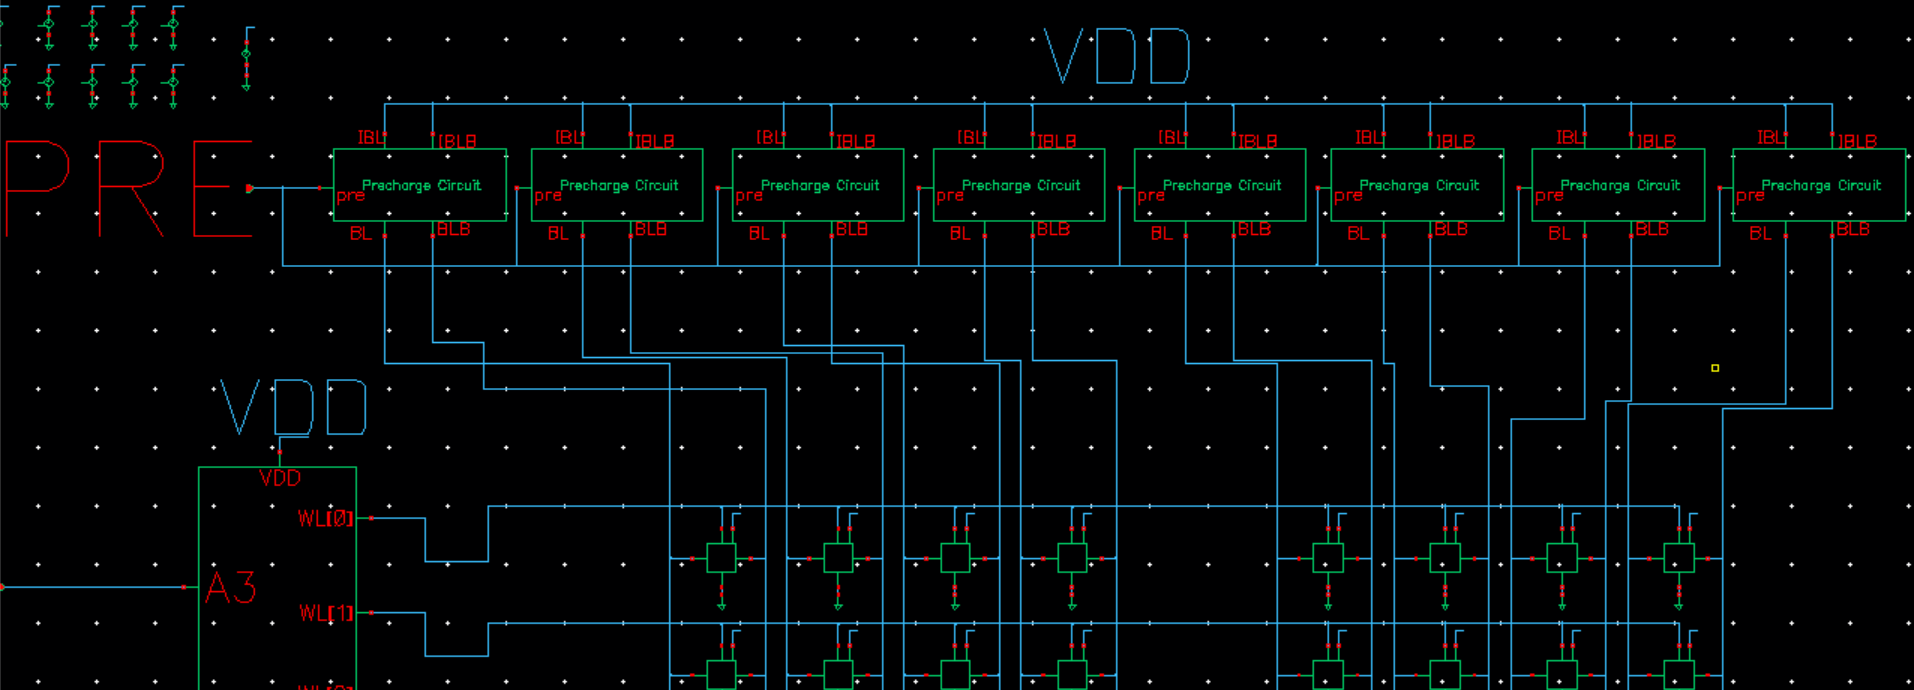 VDD
IBL IBLB IBL IBLB IBL IBLB IBL IBLB IBL IBLB IBL IBLB IBL IBLB IBL IBLB
PRE
Precharge Circuit Precharge Circuit Precharge Circuit Precharge Circuit Precharge Circuit Precharge Circuit Precharge Circuit Precharge Circuit
pre pre pre pre pre pre pre pre
BL BLB BL BLB BL BLB BL BLB BL BLB BL BLB BL BLB BL BLB
VDD
VDD
WL[0]
A3
WL[1]